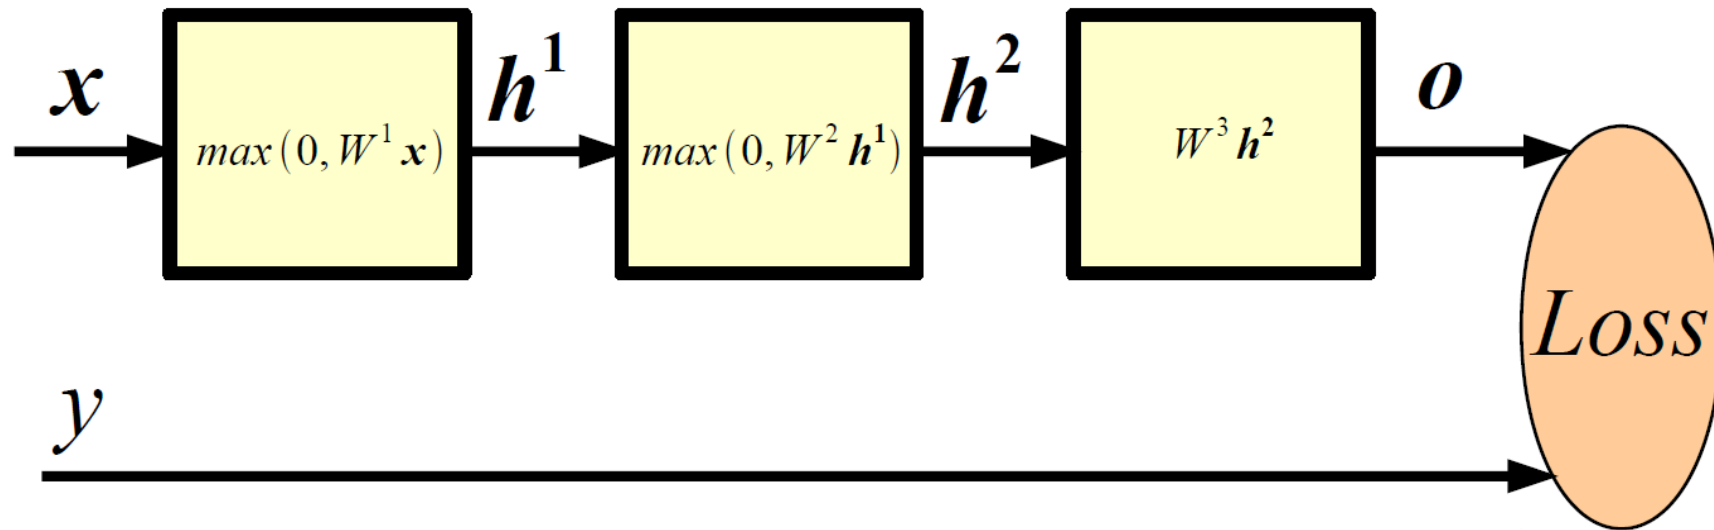 x
max(0, W¹ x)
h¹
max(0, W² h¹)
h²
W³ h²
o
Loss
y